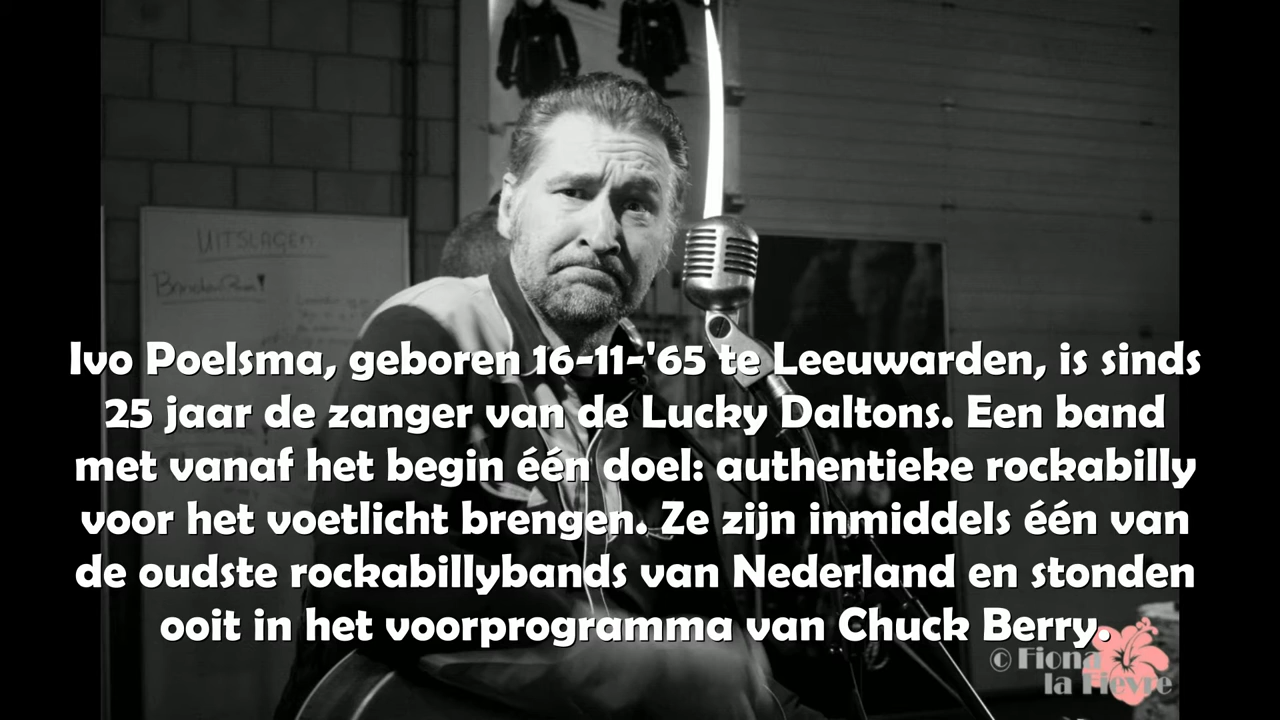 UITSLAGEN
Ivo Poelsma, geboren 16-11-'65 te Leeuwarden, is sinds
25 jaar de zanger van de Lucky Daltons. Een band
met vanaf het begin één doel: authentieke rockabilly
voor het voetlicht brengen. Ze zijn inmiddels één van
de oudste rockabillybands van Nederland en stonden
ooit in het voorprogramma van Chuck Berry.
© Fiona
la Fievre